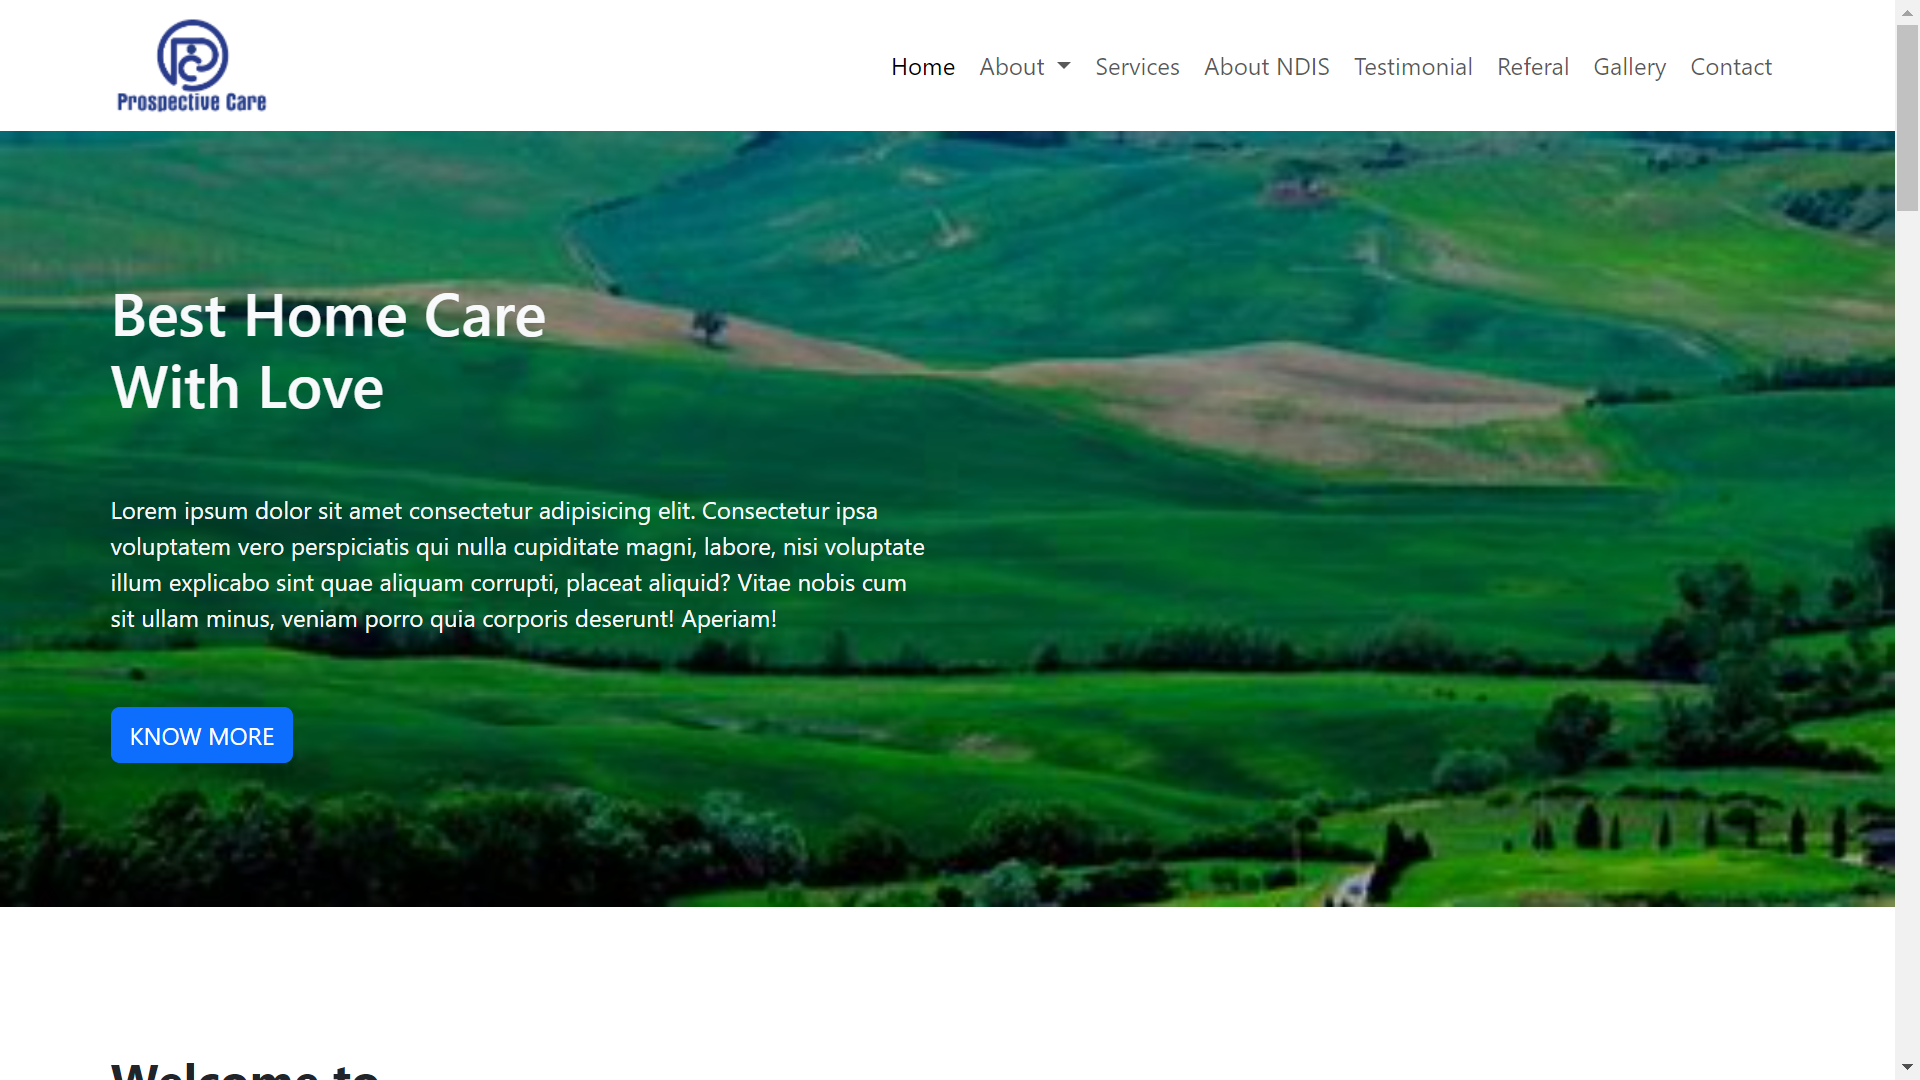 Prospective Care
Home About Services About NDIS Testimonial Referal Gallery Contact
Best Home Care
With Love
Lorem ipsum dolor sit amet consectetur adipisicing elit. Consectetur ipsa
voluptatem vero perspiciatis qui nulla cupiditate magni, labore, nisi voluptate
illum explicabo sint quae aliquam corrupti, placeat aliquid? Vitae nobis cum
sit ullam minus, veniam porro quia corporis deserunt! Aperiam!
KNOW MORE
Welcome to